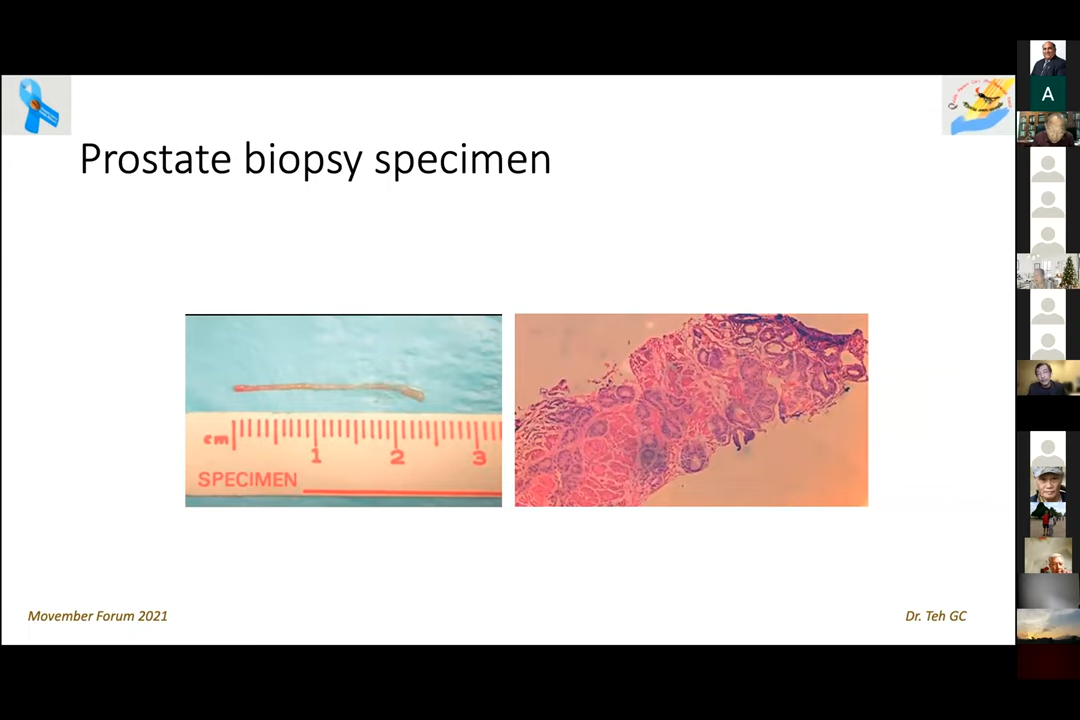 Prostate biopsy specimen
cm
1 2 3
SPECIMEN
Movember Forum 2021
Dr. Teh GC
A